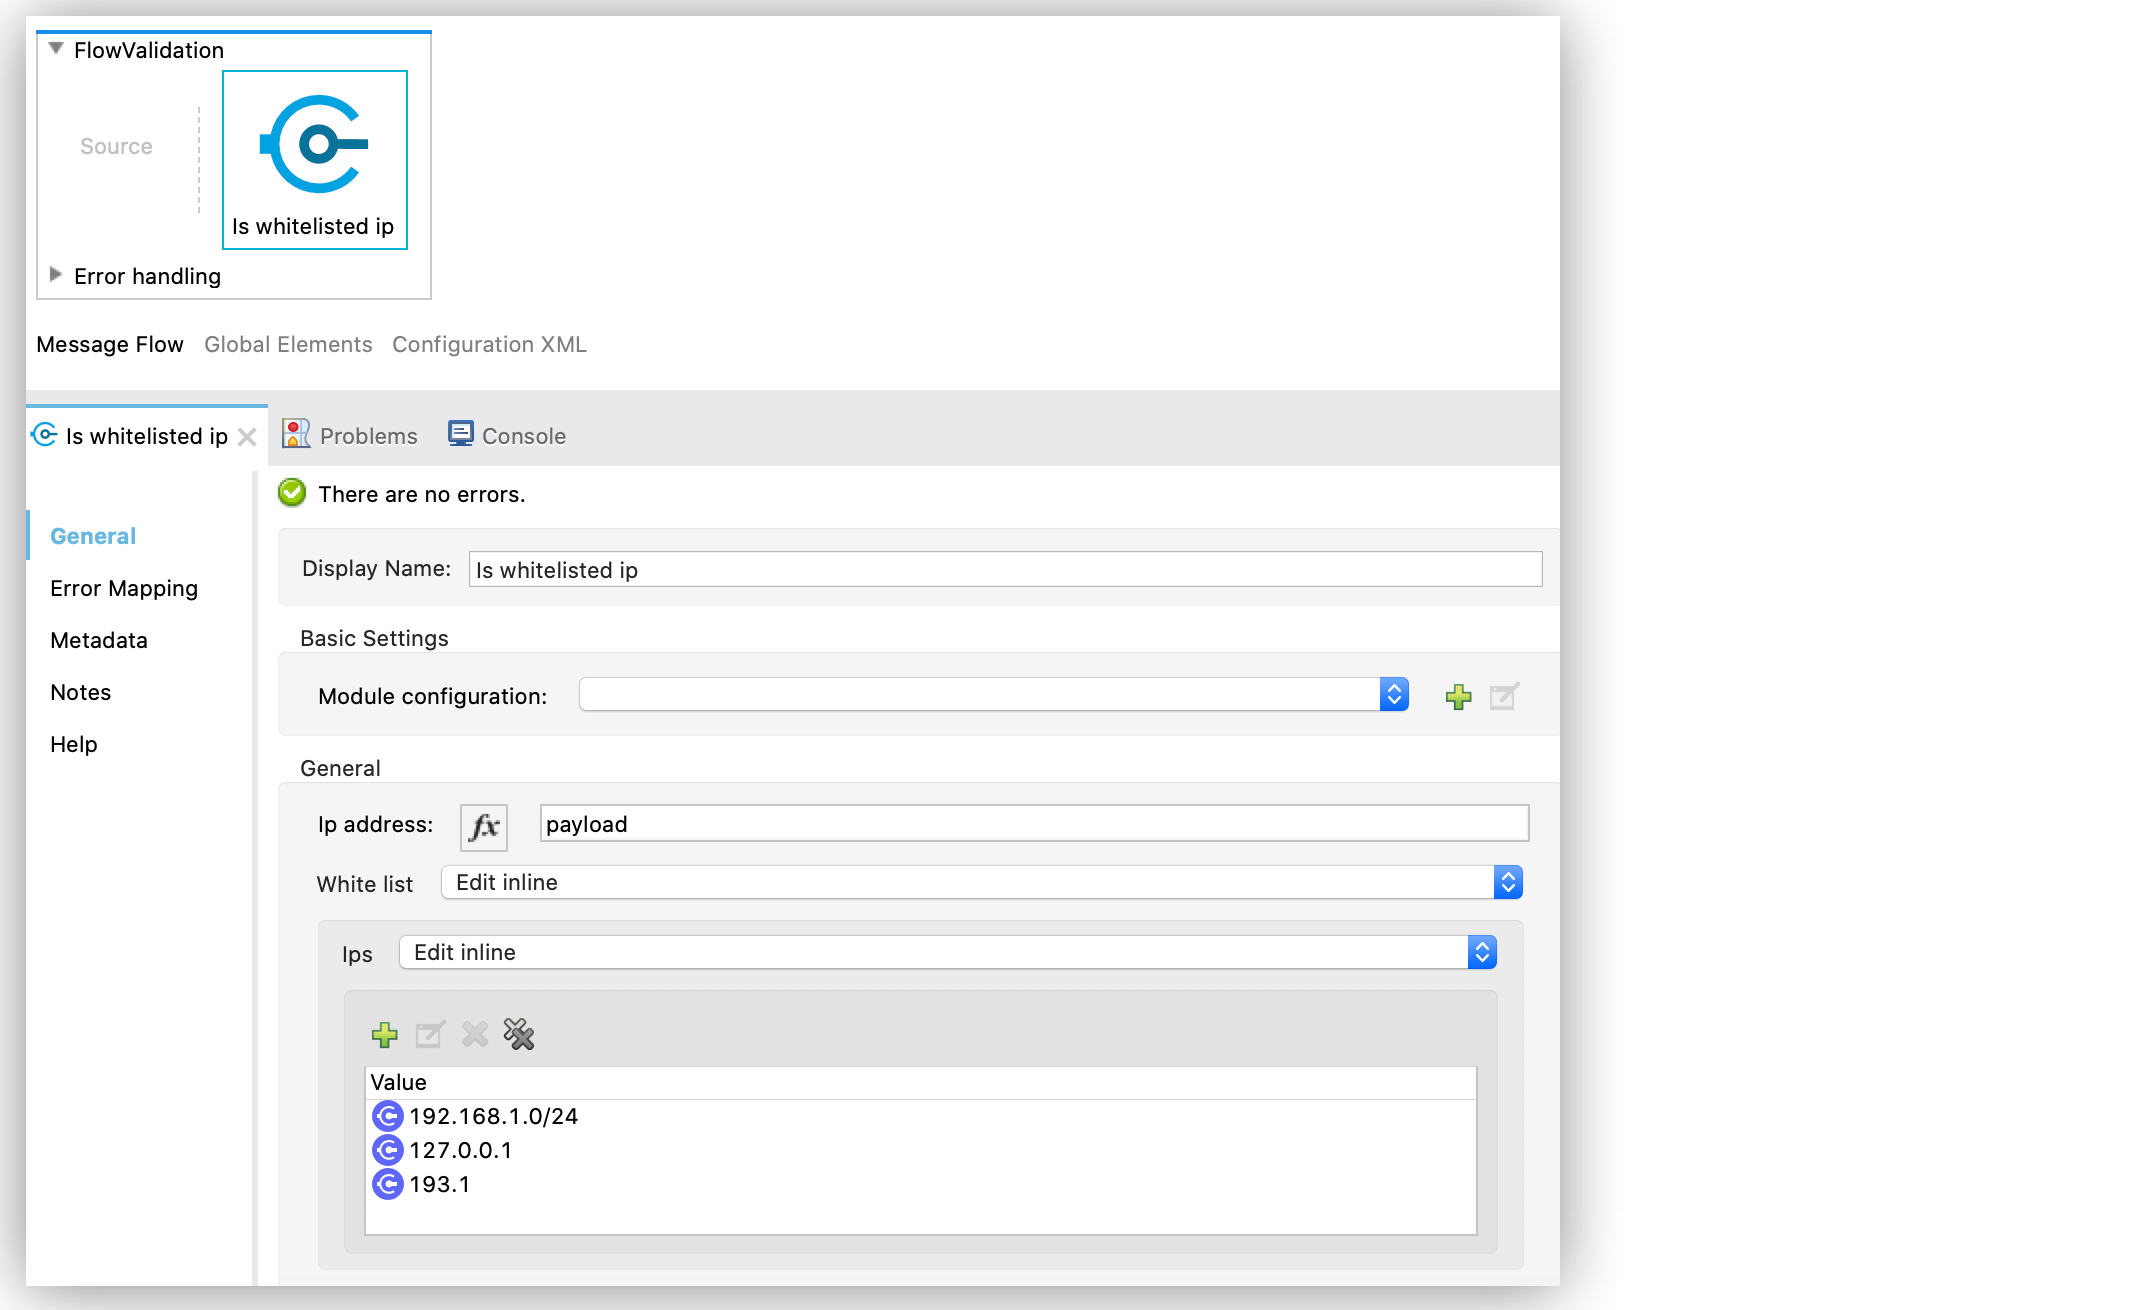 FlowValidation
Source
Is whitelisted ip
Error handling
Message Flow Global Elements Configuration XML
Is whitelisted ip Problems Console
There are no errors.
General
Error Mapping
Metadata
Notes
Help
Display Name: Is whitelisted ip
Basic Settings
Module configuration:
General
Ip address: fx payload
White list Edit inline
Ips Edit inline
Value
192.168.1.0/24
127.0.0.1
193.1